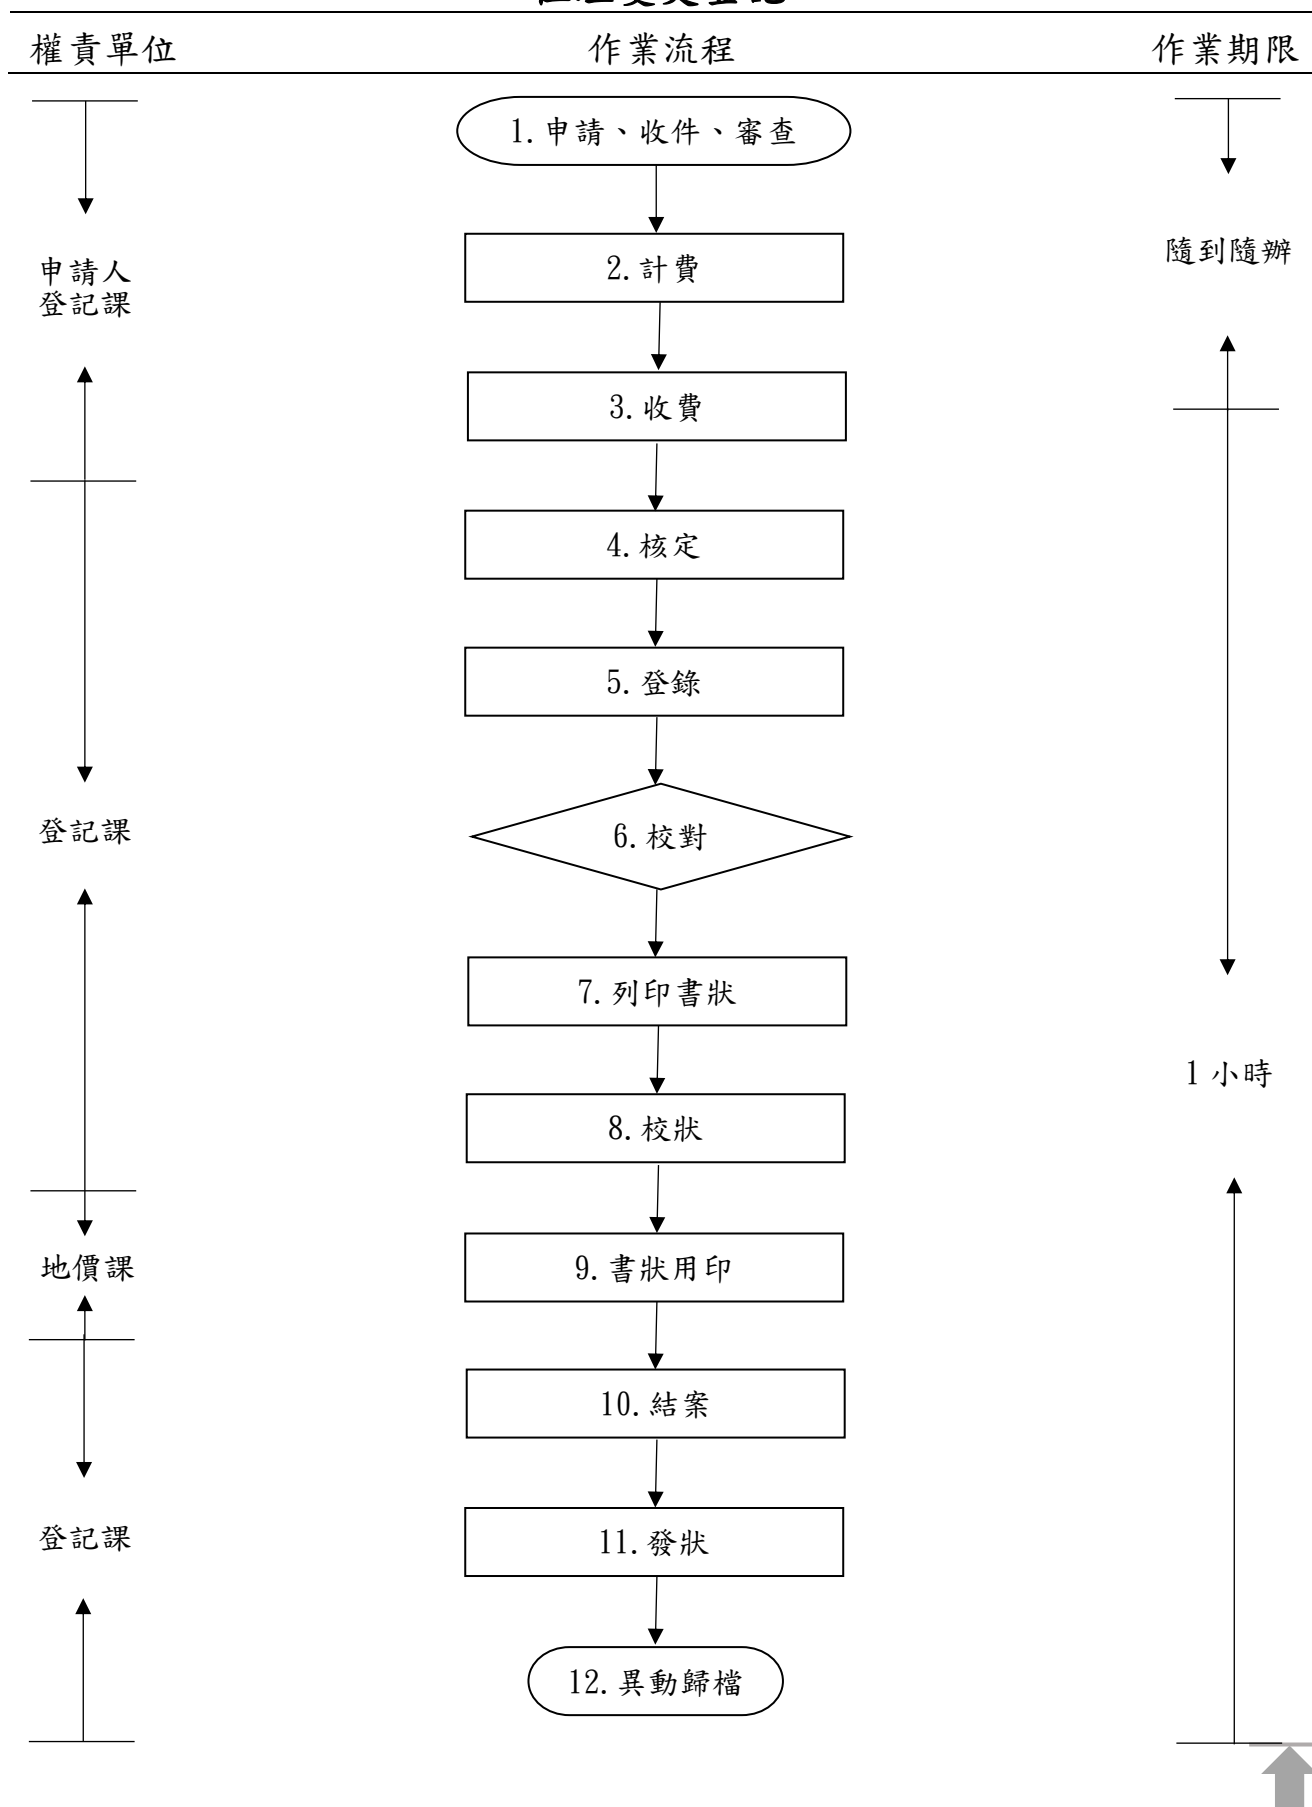 權責單位
作業流程
作業期限
1.申請、收件、審查
2.計費
隨到隨辦
申請人
登記課
3.收費
4.核定
5.登錄
登記課
6.校對
7.列印書狀
1 小時
8.校狀
地價課
9.書狀用印
10.結案
登記課
11.發狀
12.異動歸檔